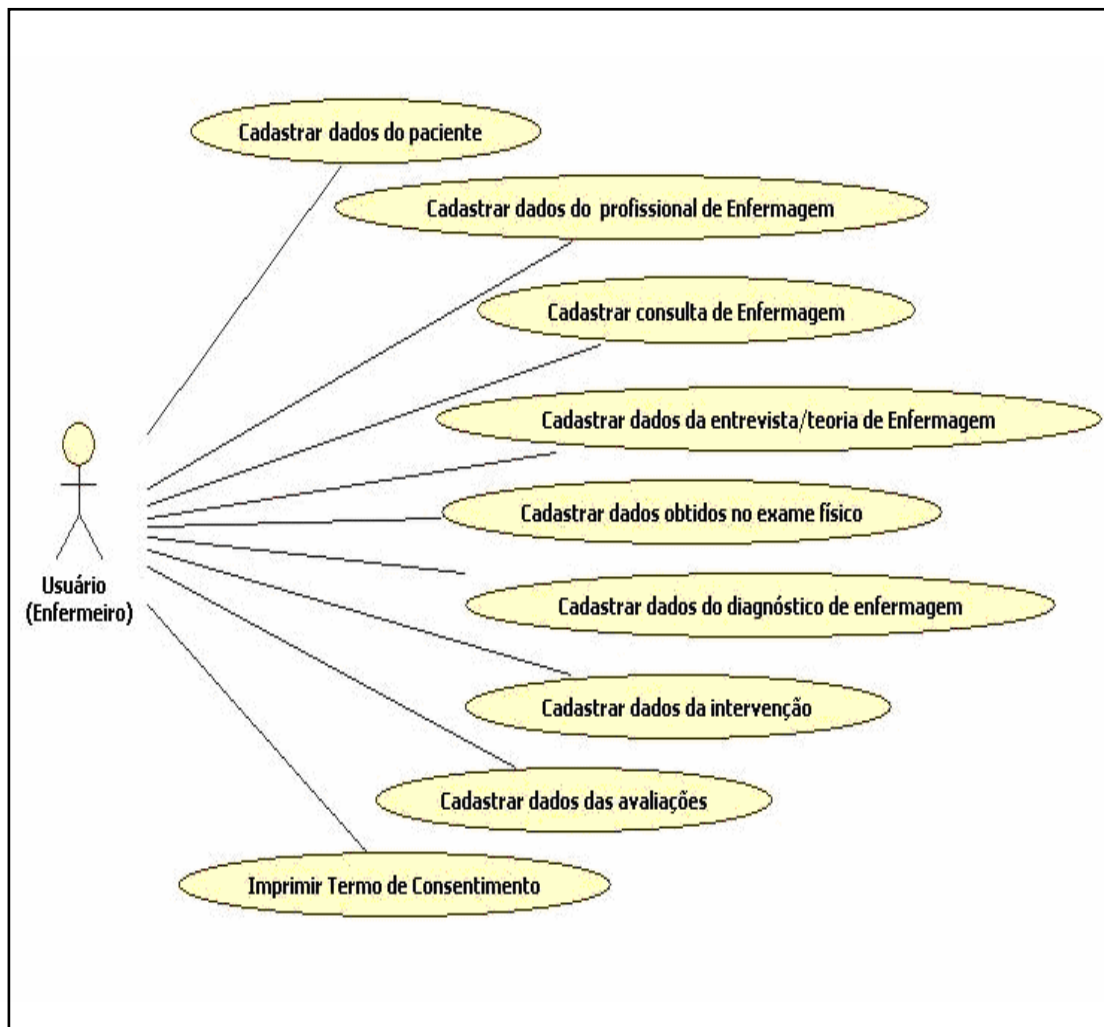 Cadastrar dados do paciente
Cadastrar dados do profissional de Enfermagem
Cadastrar consulta de Enfermagem
Cadastrar dados da entrevista/teoria de Enfermagem
Cadastrar dados obtidos no exame físico
Cadastrar dados do diagnóstico de enfermagem
Cadastrar dados da intervenção
Cadastrar dados das avaliações
Imprimir Termo de Consentimento
Usuário
(Enfermeiro)